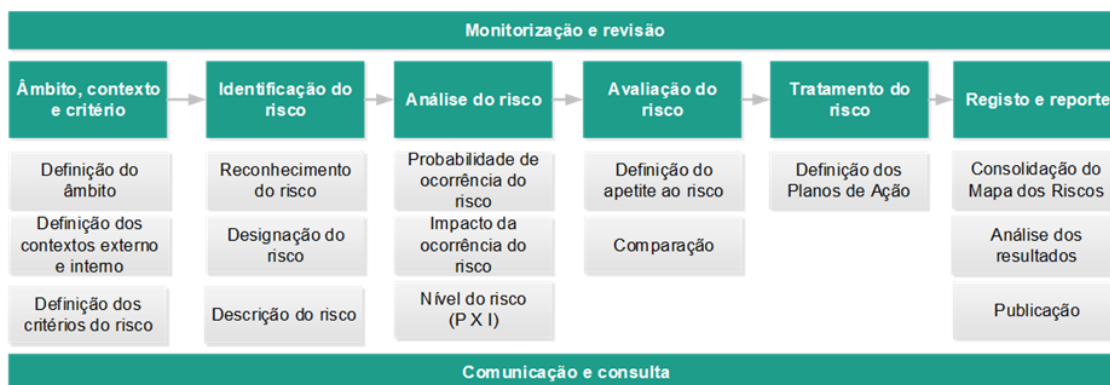 Monitorização e revisão
Âmbito, contexto
e critério
Identificação do
risco
Análise do risco
Avaliação do
risco
Tratamento do
risco
Registo e reporte
Definição do
âmbito
Definição dos
contextos externo
e interno
Definição dos
critérios do risco
Reconhecimento
do risco
Designação do
risco
Descrição do risco
Probabilidade de
ocorrência do
risco
Impacto da
ocorrência do
risco
Nível do risco
(P X I)
Definição do
apetite ao risco
Comparação
Definição dos
Planos de Ação
Consolidação do
Mapa dos Riscos
Análise dos
resultados
Publicação
Comunicação e consulta